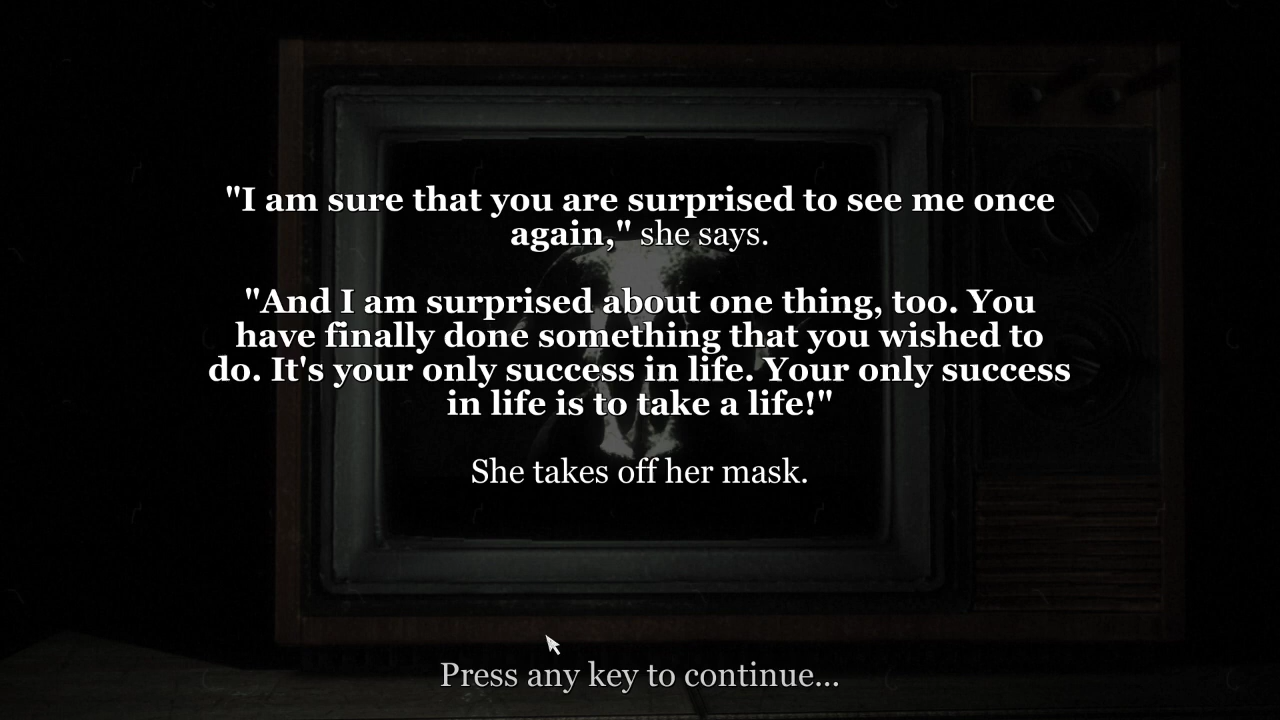 "I am sure that you are surprised to see me once
again," she says.
"And I am surprised about one thing, too. You
have finally done something that you wished to
do. It's your only success in life. Your only success
in life is to take a life!"
She takes off her mask.
Press any key to continue...